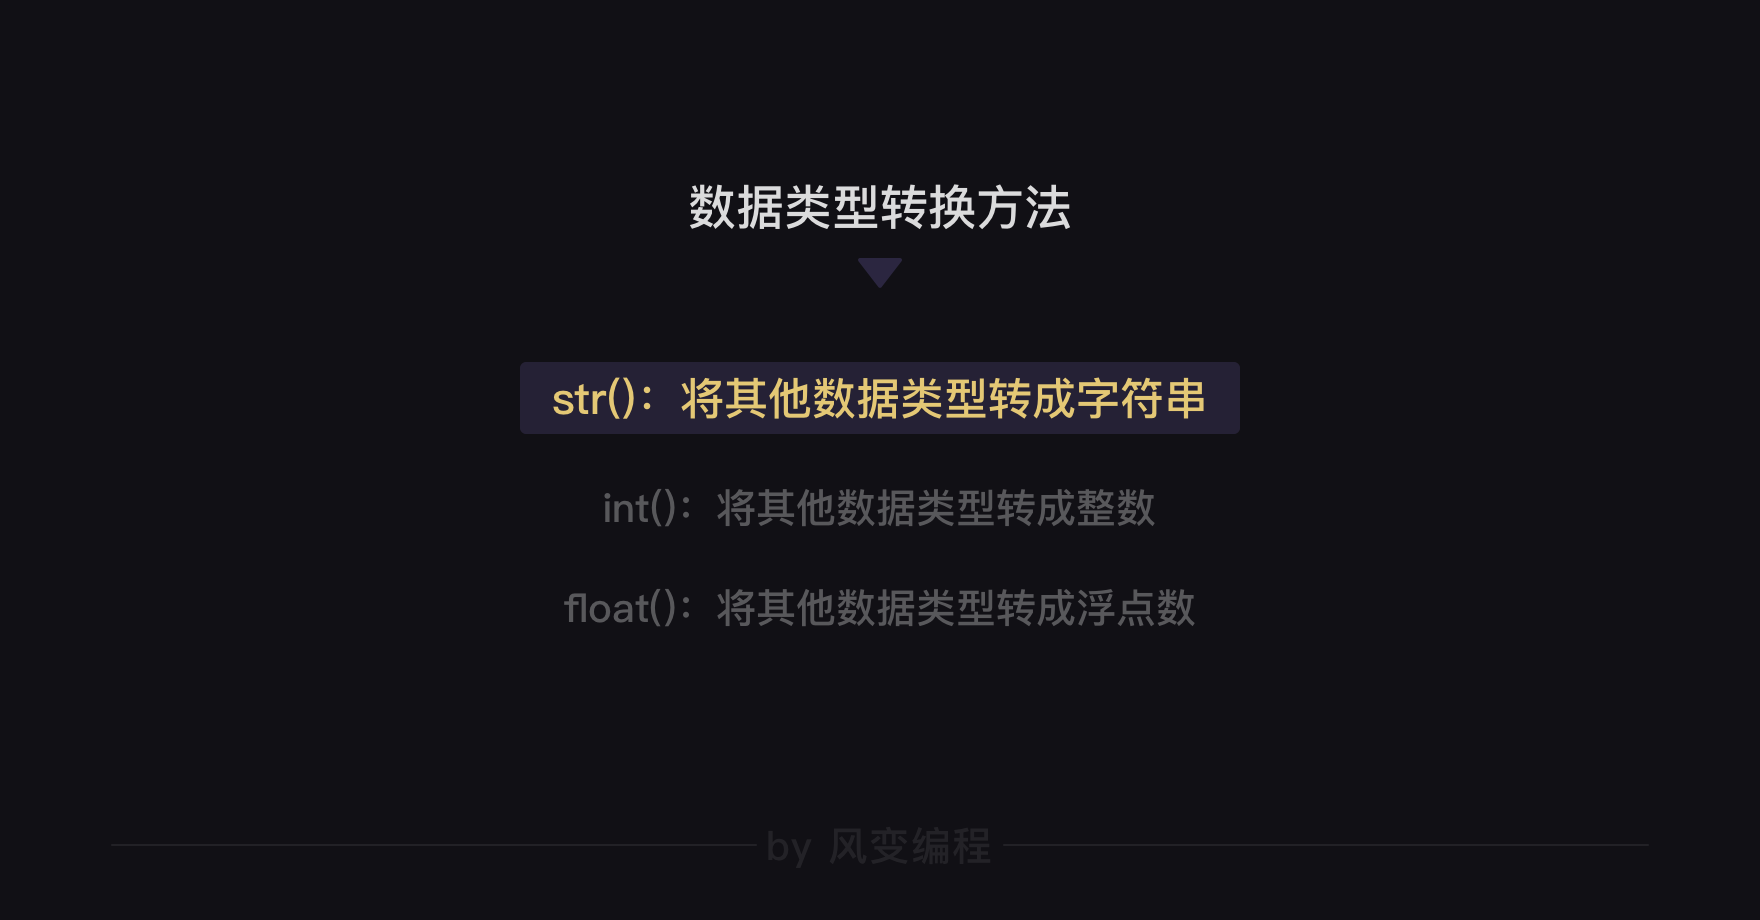 数据类型转换方法
str()：将其他数据类型转成字符串
int()：将其他数据类型转成整数
float()：将其他数据类型转成浮点数
by 风变编程